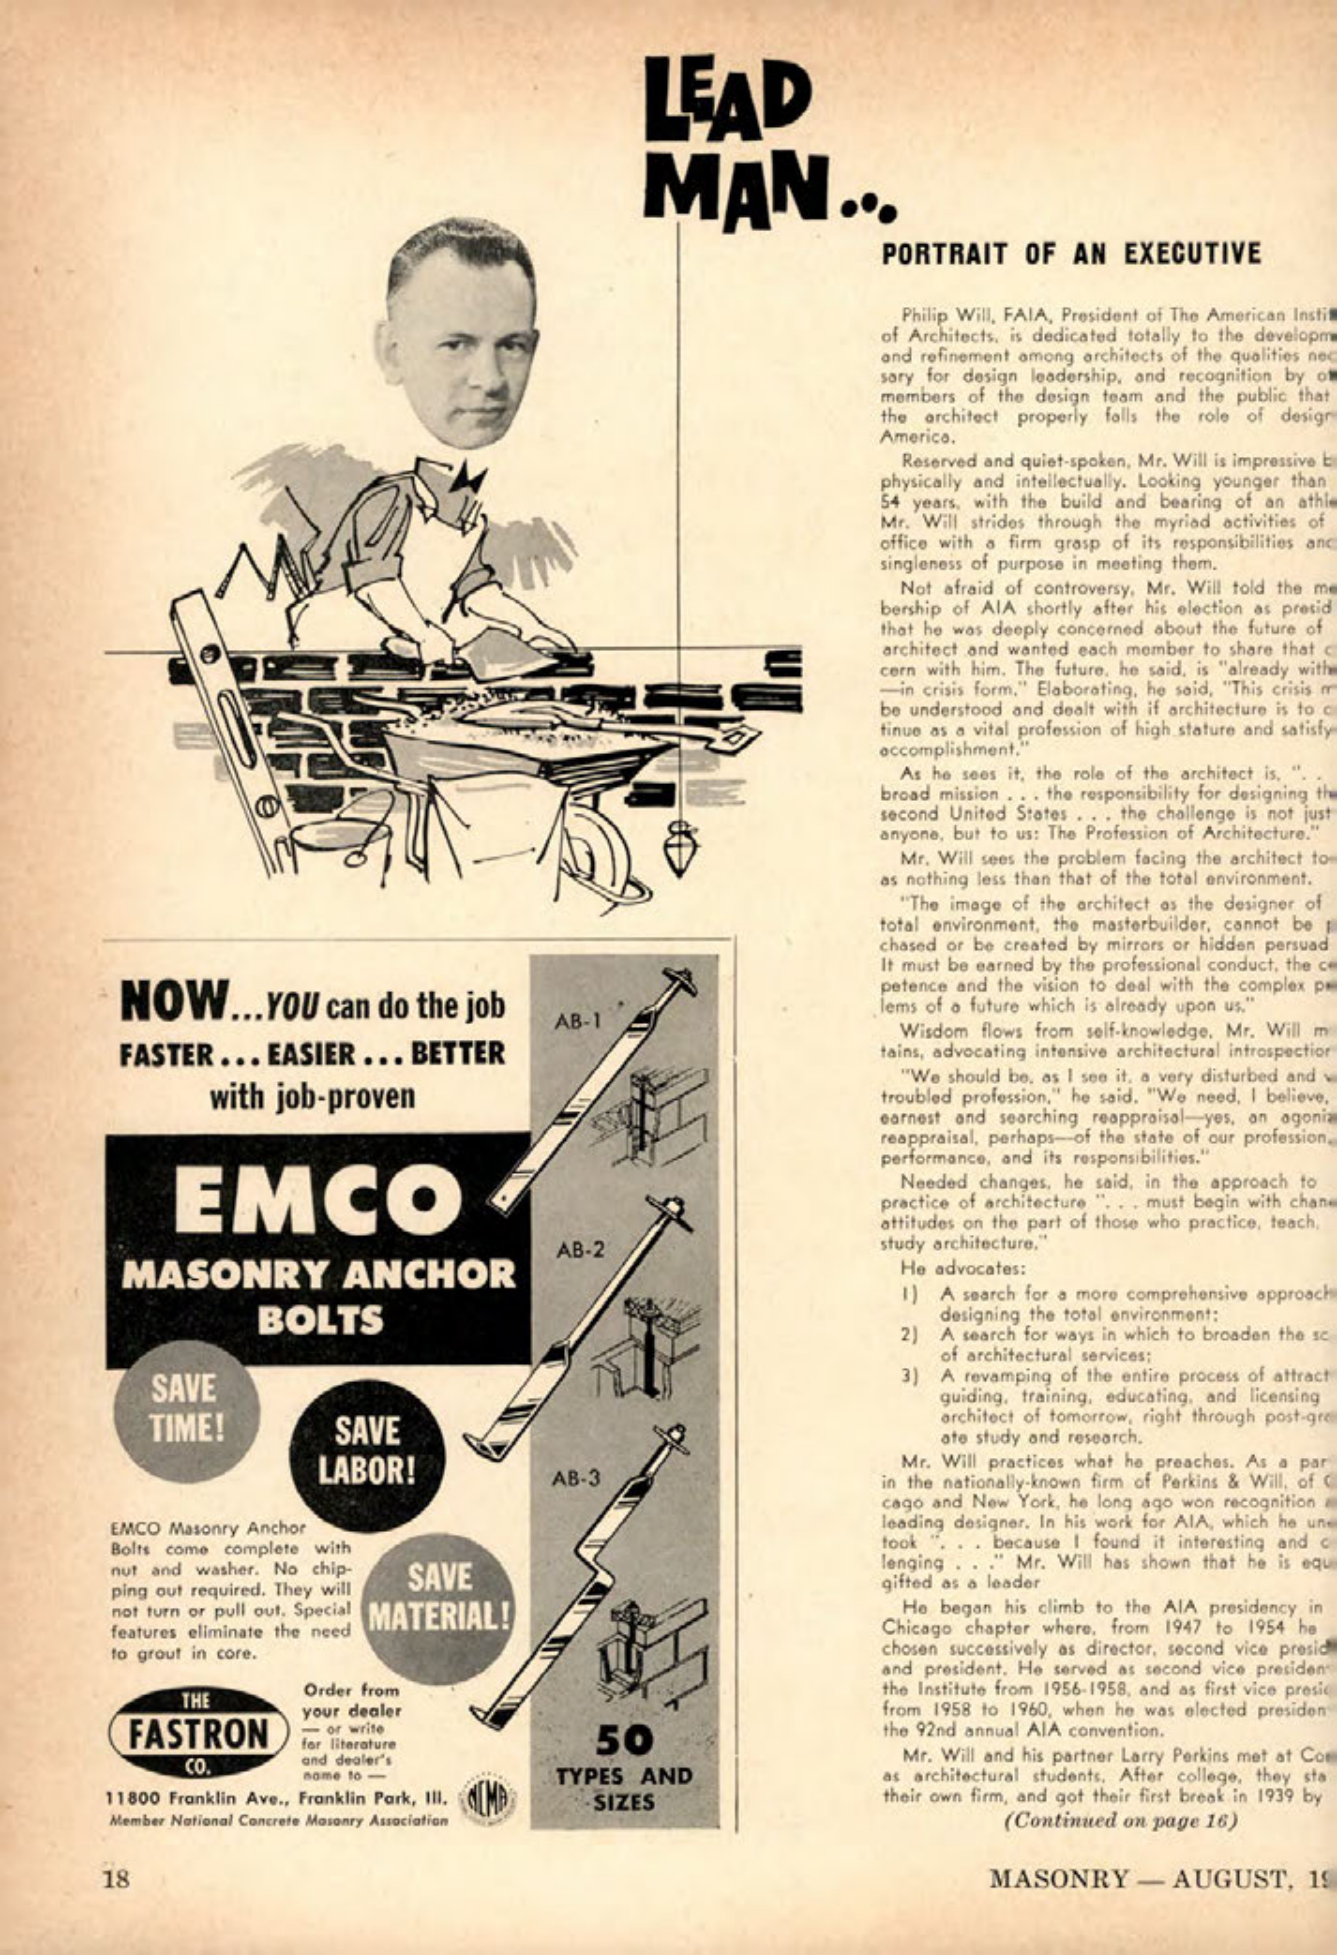 LEAD
MAN...
PORTRAIT OF AN EXECUTIVE
Philip Will, FAIA, President of The American Insti
of Architects, is dedicated totally to the developm
and refinement among architects of the qualities nec
sary for design leadership, and recognition by
members of the design team and the public that
the architect properly falls the role of design
America.
Reserved and quiet-spoken, Mr. Will is impressive b
physically and intellectually. Looking younger than
54 years, with the build and bearing of an athle
Mr. Will strides through the myriad activities of
office with a firm grasp of its responsibilities and
singleness of purpose in meeting them.
Not afraid of controversy, Mr. Will told the me
bership of AIA shortly after his election as presid
that he was deeply concerned about the future of
architect and wanted each member to share that c
cern with him. The future, he said, is "already with
—in crisis form." Elaborating, he said, "This crisis m
be understood and dealt with if architecture is to c
tinue as a vital profession of high stature and satisfy
accomplishment."
As he sees it, the role of the architect is, ". .
broad mission . . . the responsibility for designing the
second United States . . . the challenge is not just
anyone, but to us: The Profession of Architecture."
Mr. Will sees the problem facing the architect to
as nothing less than that of the total environment.
"The image of the architect as the designer of
total environment, the masterbuilder, cannot be p
chased or be created by mirrors or hidden persuad
It must be earned by the professional conduct, the c
petence and the vision to deal with the complex p
lems of a future which is already upon us."
Wisdom flows from self-knowledge, Mr. Will m
tains, advocating intensive architectural introspection
"We should be, as I see it, a very disturbed and v
troubled profession," he said. "We need, I believe,
earnest and searching reappraisal—yes, an agoniz
reappraisal, perhaps—of the state of our profession,
performance, and its responsibilities."
Needed changes, he said, in the approach to
practice of architecture ". . . must begin with chan
attitudes on the part of those who practice, teach,
study architecture."
He advocates:
1) A search for a more comprehensive approach
designing the total environment;
2) A search for ways in which to broaden the sc
of architectural services;
3) A revamping of the entire process of attract
guiding, training, educating, and licensing
architect of tomorrow, right through post-gra
ate study and research.
Mr. Will practices what he preaches. As a par
in the nationally-known firm of Perkins & Will, of C
cago and New York, he long ago won recognition
leading designer. In his work for AIA, which he un
took ". . . because I found it interesting and c
lenging . . ." Mr. Will has shown that he is equ
gifted as a leader
He began his climb to the AIA presidency in
Chicago chapter where, from 1947 to 1954 he
chosen successively as director, second vice presid
and president. He served as second vice presiden
the Institute from 1956-1958, and as first vice presid
from 1958 to 1960, when he was elected presiden
the 92nd annual AIA convention.
Mr. Will and his partner Larry Perkins met at Co
as architectural students. After college, they sta
their own firm, and got their first break in 1939 by
(Continued on page 16)
NOW...YOU can do the job
FASTER... EASIER... BETTER
with job-proven
EMCO
MASONRY ANCHOR
BOLTS
SAVE
TIME!
SAVE
LABOR!
SAVE
MATERIAL!
EMCO Masonry Anchor
Bolts come complete with
nut and washer. No chip-
ping out required. They will
not turn or pull out. Special
features eliminate the need
to grout in core.
THE
FASTRON
CO.
Order from
your dealer
— or write
for literature
and dealer's
name to —
11800 Franklin Ave., Franklin Park, Ill.
Member National Concrete Masonry Association
NCMA
AB-1
AB-2
AB-3
50
TYPES AND
SIZES
18
MASONRY — AUGUST, 19